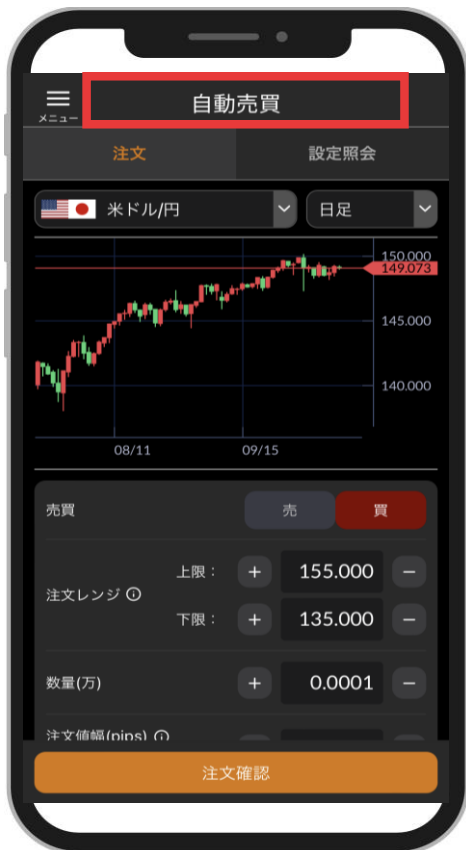 自動売買
メニュー
注文
設定照会
米ドル/円
日足
150.000
149.073
145.000
140.000
08/11
09/15
売買
売
買
注文レンジ
上限：
+
155.000
−
下限：
+
135.000
−
数量(万)
+
0.0001
−
注文値幅(pips)
注文確認